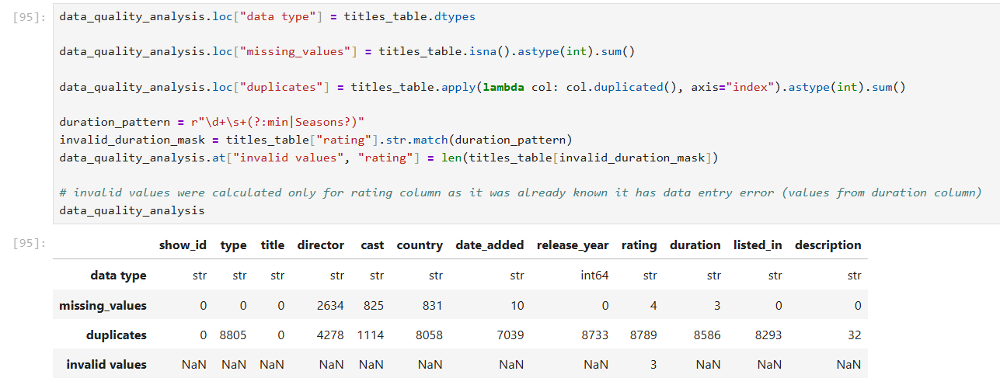 [95]: data_quality_analysis.loc["data type"] = titles_table.dtypes
data_quality_analysis.loc["missing_values"] = titles_table.isna().astype(int).sum()
data_quality_analysis.loc["duplicates"] = titles_table.apply(lambda col: col.duplicated(), axis="index").astype(int).sum()
duration_pattern = r"\d+\s+(?:min|Seasons?)"
invalid_duration_mask = titles_table["rating"].str.match(duration_pattern)
data_quality_analysis.at["invalid values", "rating"] = len(titles_table[invalid_duration_mask])
# invalid values were calculated only for rating column as it was already known it has data entry error (values from duration column)
data_quality_analysis
[95]: show_id type title director cast country date_added release_year rating duration listed_in description
data type str str str str str str str int64 str str str str
missing_values 0 0 0 2634 825 831 10 0 4 3 0 0
duplicates 0 8805 0 4278 1114 8058 7039 8733 8789 8586 8293 32
invalid values NaN NaN NaN NaN NaN NaN NaN NaN 3 NaN NaN NaN